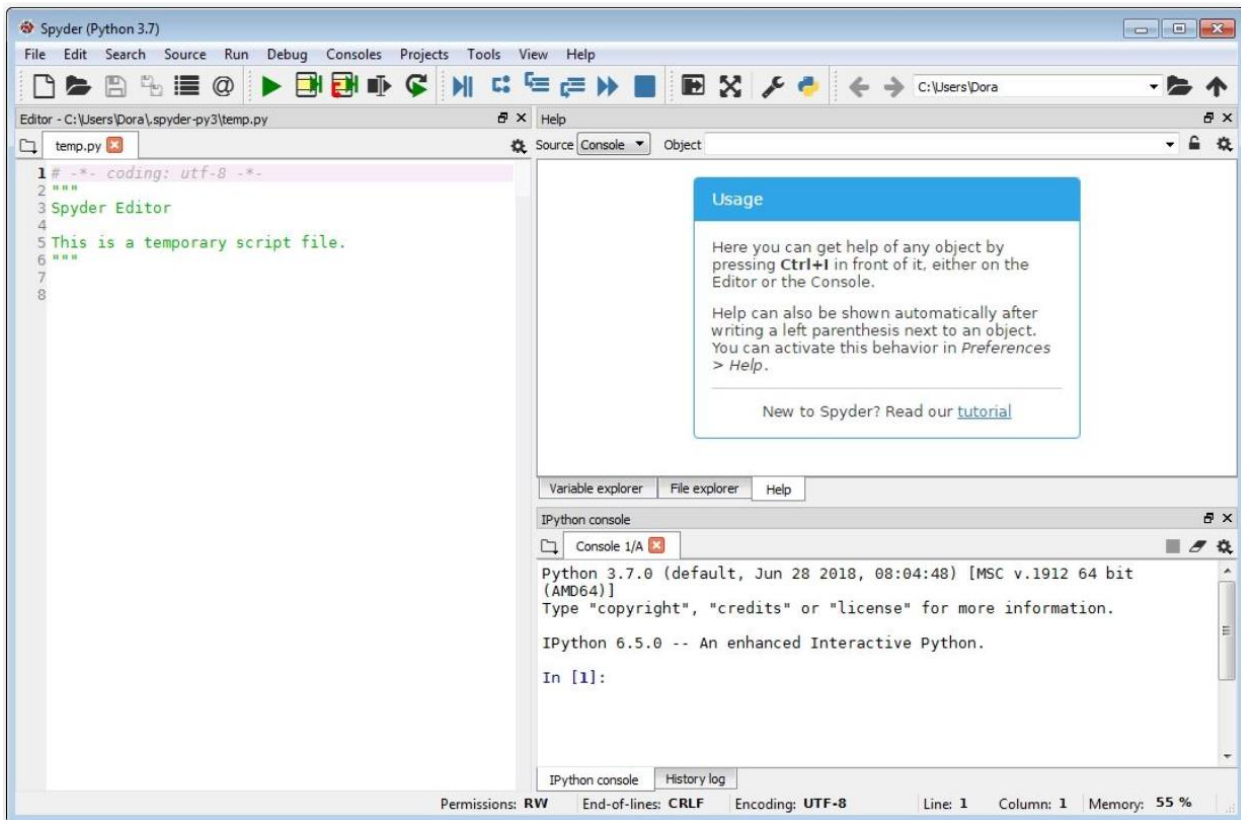 Spyder (Python 3.7)
File Edit Search Source Run Debug Consoles Projects Tools View Help
C:\Users\Dora
Editor - C:\Users\Dora\.spyder-py3\temp.py
temp.py
1 # -*- coding: utf-8 -*-
2 """
3 Spyder Editor
4
5 This is a temporary script file.
6 """
7
8
Help
Source Console Object
Usage
Here you can get help of any object by
pressing Ctrl+I in front of it, either on the
Editor or the Console.
Help can also be shown automatically after
writing a left parenthesis next to an object.
You can activate this behavior in Preferences
> Help.
New to Spyder? Read our tutorial
Variable explorer File explorer Help
IPython console
Console 1/A
Python 3.7.0 (default, Jun 28 2018, 08:04:48) [MSC v.1912 64 bit
(AMD64)]
Type "copyright", "credits" or "license" for more information.
IPython 6.5.0 -- An enhanced Interactive Python.
In [1]:
IPython console History log
Permissions: RW End-of-lines: CRLF Encoding: UTF-8 Line: 1 Column: 1 Memory: 55 %